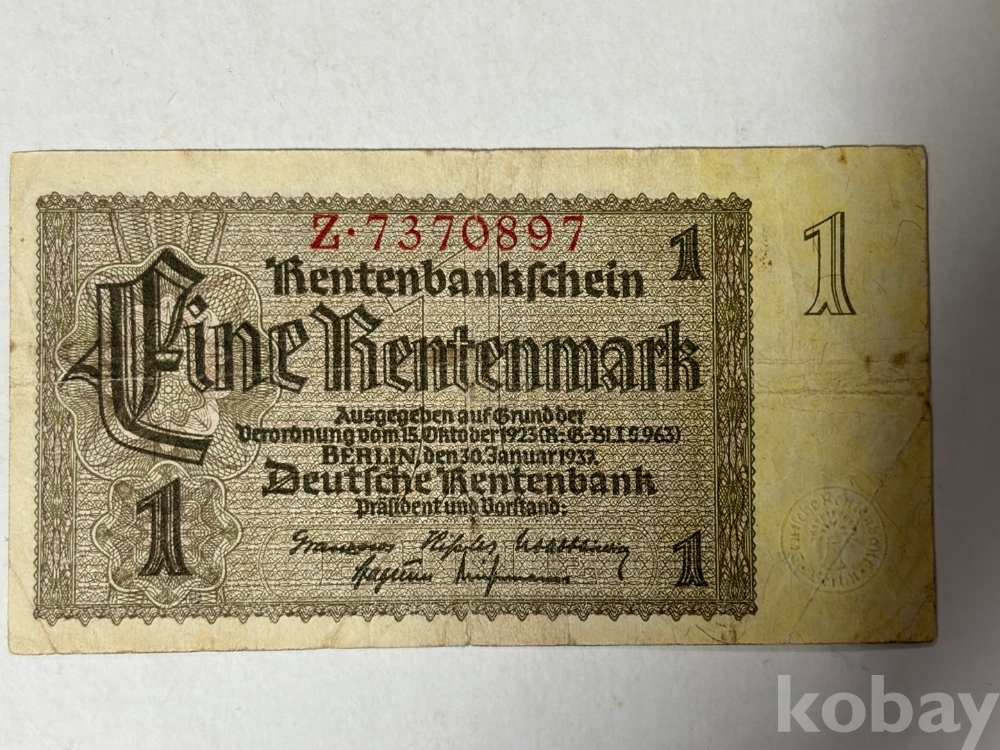 Z·7370897
1
1
Rentenbankschein
Eine Rentenmark
Ausgegeben auf Grund der
Verordnung vom 15. Oktober 1923 (R.-G.-Bl I S. 963)
BERLIN, den 30. Januar 1937.
Deutsche Rentenbank
Präsident und Vorstand:
1
1
kobay